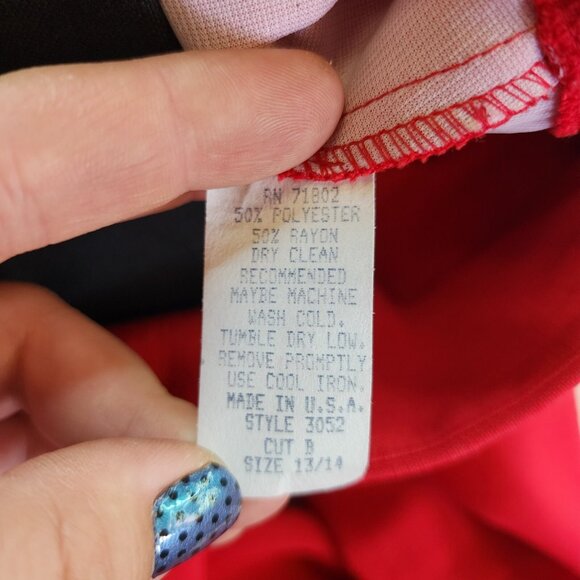 RN 71802
50% POLYESTER
50% RAYON
DRY CLEAN
RECOMMENDED
MAYBE MACHINE
WASH COLD.
TUMBLE DRY LOW.
REMOVE PROMPTLY
USE COOL IRON.
MADE IN U.S.A.
STYLE 3052
CUT B
SIZE 13/14